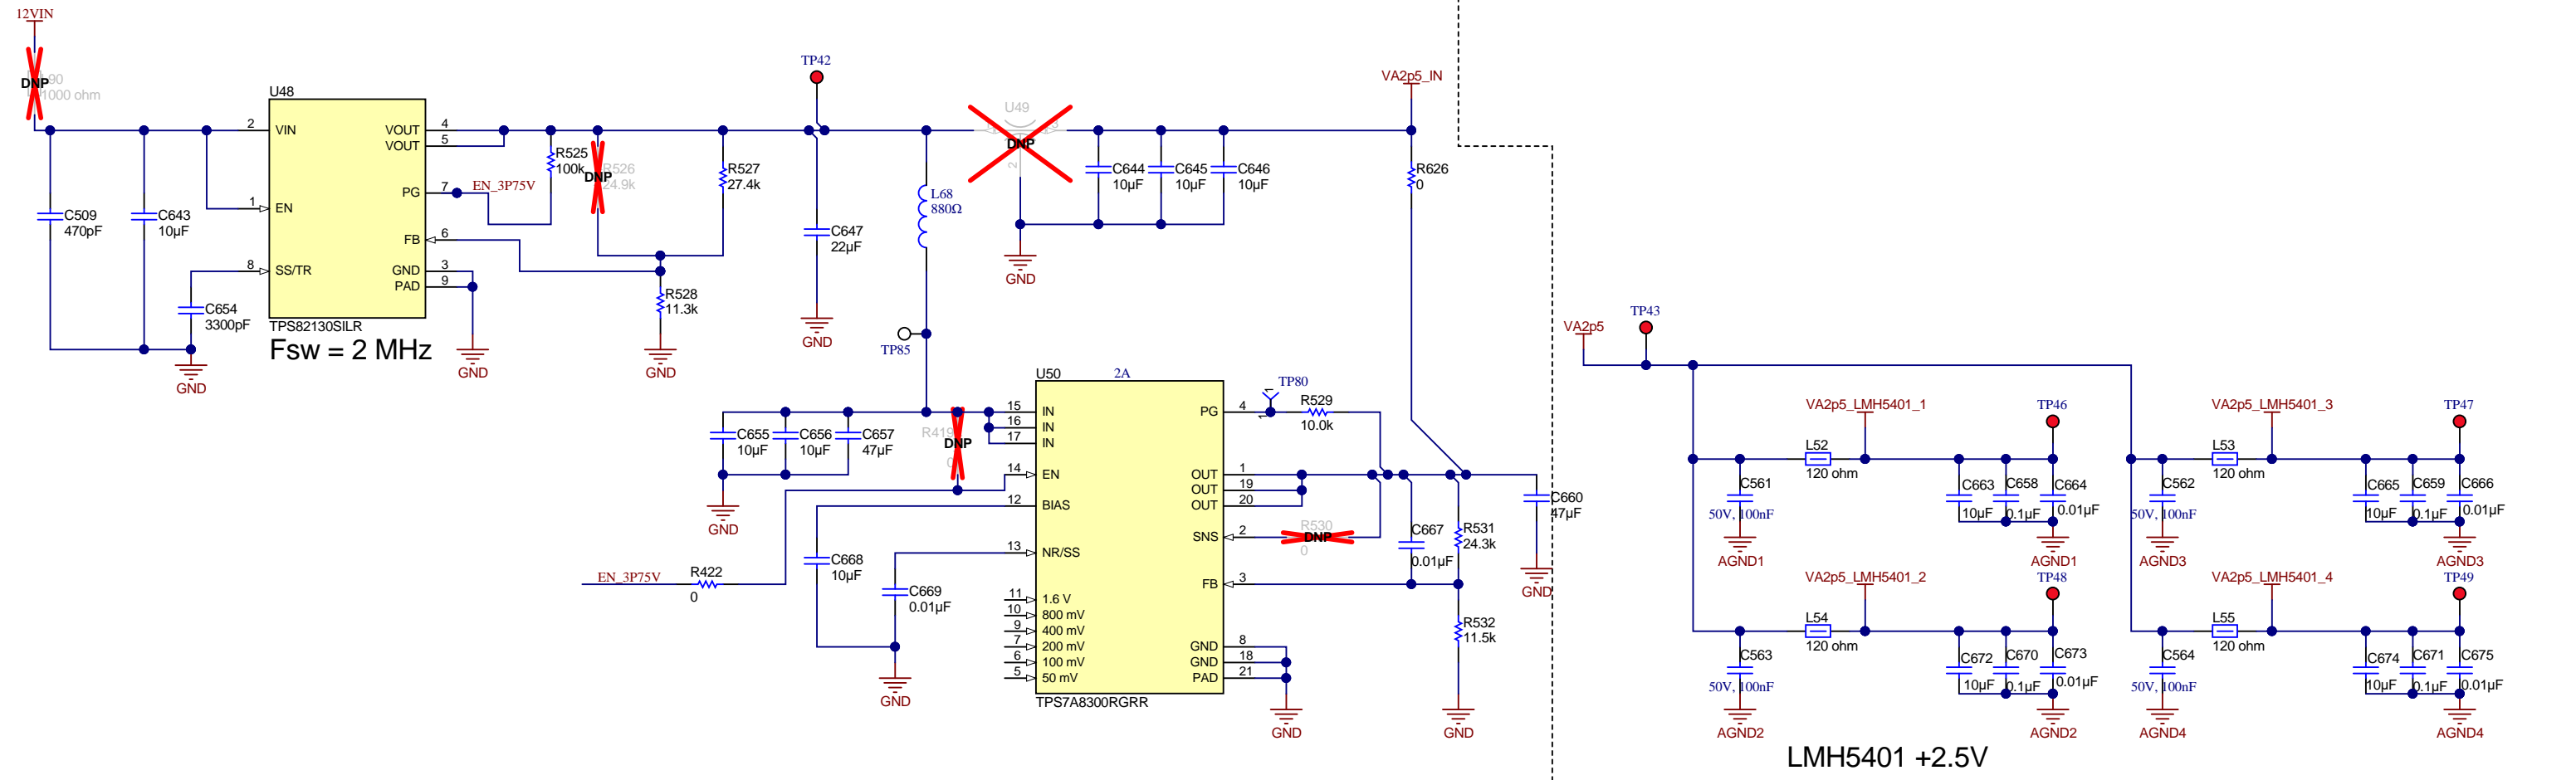 12VIN
DNP
L90
1000 ohm
U48
2 VIN
1 EN
8 SS/TR
VOUT 4
VOUT 5
PG 7
FB 6
GND 3
PAD 9
TPS82130SILR
Fsw = 2 MHz
C509
470pF
C643
10µF
C654
3300pF
GND
GND
EN_3P75V
R525
100k
DNP
R526
24.9k
R527
27.4k
R528
11.3k
GND
TP42
C647
22µF
GND
L68
880Ω
TP85
U49
DNP
2
3
GND
C644
10µF
C645
10µF
C646
10µF
VA2p5_IN
R626
0
C655
10µF
C656
10µF
C657
47µF
GND
R419
DNP
0
EN_3P75V
R422
0
C668
10µF
C669
0.01µF
GND
U50
2A
15 IN
16 IN
17 IN
14 EN
12 BIAS
13 NR/SS
11 1.6 V
10 800 mV
9 400 mV
7 200 mV
6 100 mV
5 50 mV
PG 4
OUT 1
OUT 19
OUT 20
SNS 2
FB 3
GND 8
GND 18
PAD 21
TPS7A8300RGRR
GND
TP80
1
R529
10.0k
R530
DNP
0
C667
0.01µF
R531
24.3k
R532
11.5k
GND
C660
47µF
GND
VA2p5
TP43
VA2p5_LMH5401_1
TP46
L52
120 ohm
C561
50V, 100nF
AGND1
C663
10µF
C658
0.1µF
C664
0.01µF
AGND1
VA2p5_LMH5401_3
TP47
L53
120 ohm
C562
50V, 100nF
AGND3
C665
10µF
C659
0.1µF
C666
0.01µF
AGND3
VA2p5_LMH5401_2
TP48
L54
120 ohm
C563
50V, 100nF
AGND2
C672
10µF
C670
0.1µF
C673
0.01µF
AGND2
VA2p5_LMH5401_4
TP49
L55
120 ohm
C564
50V, 100nF
AGND4
C674
10µF
C671
0.1µF
C675
0.01µF
AGND4
LMH5401 +2.5V